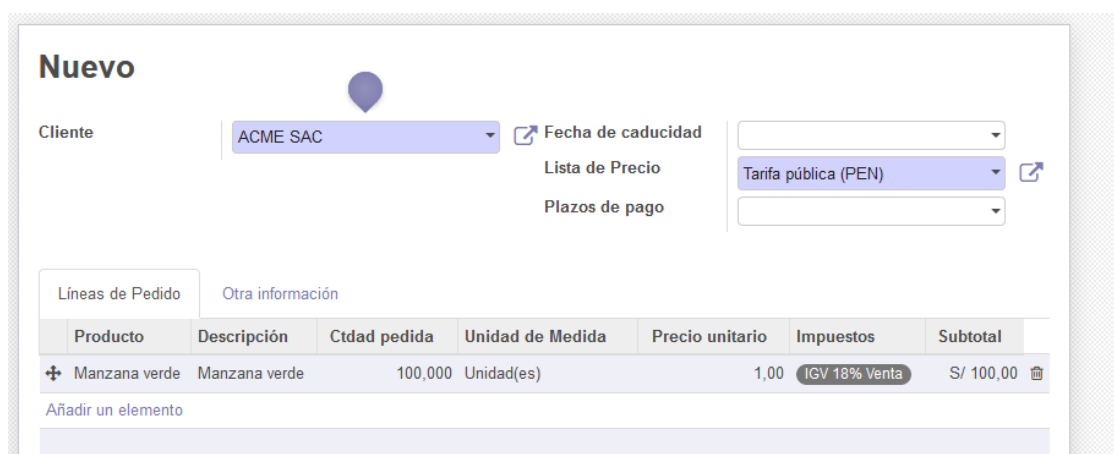 Nuevo
Cliente ACME SAC Fecha de caducidad
Lista de Precio Tarifa pública (PEN)
Plazos de pago
Líneas de Pedido Otra información
Producto Descripción Ctdad pedida Unidad de Medida Precio unitario Impuestos Subtotal
Manzana verde Manzana verde 100,000 Unidad(es) 1,00 IGV 18% Venta S/ 100,00
Añadir un elemento